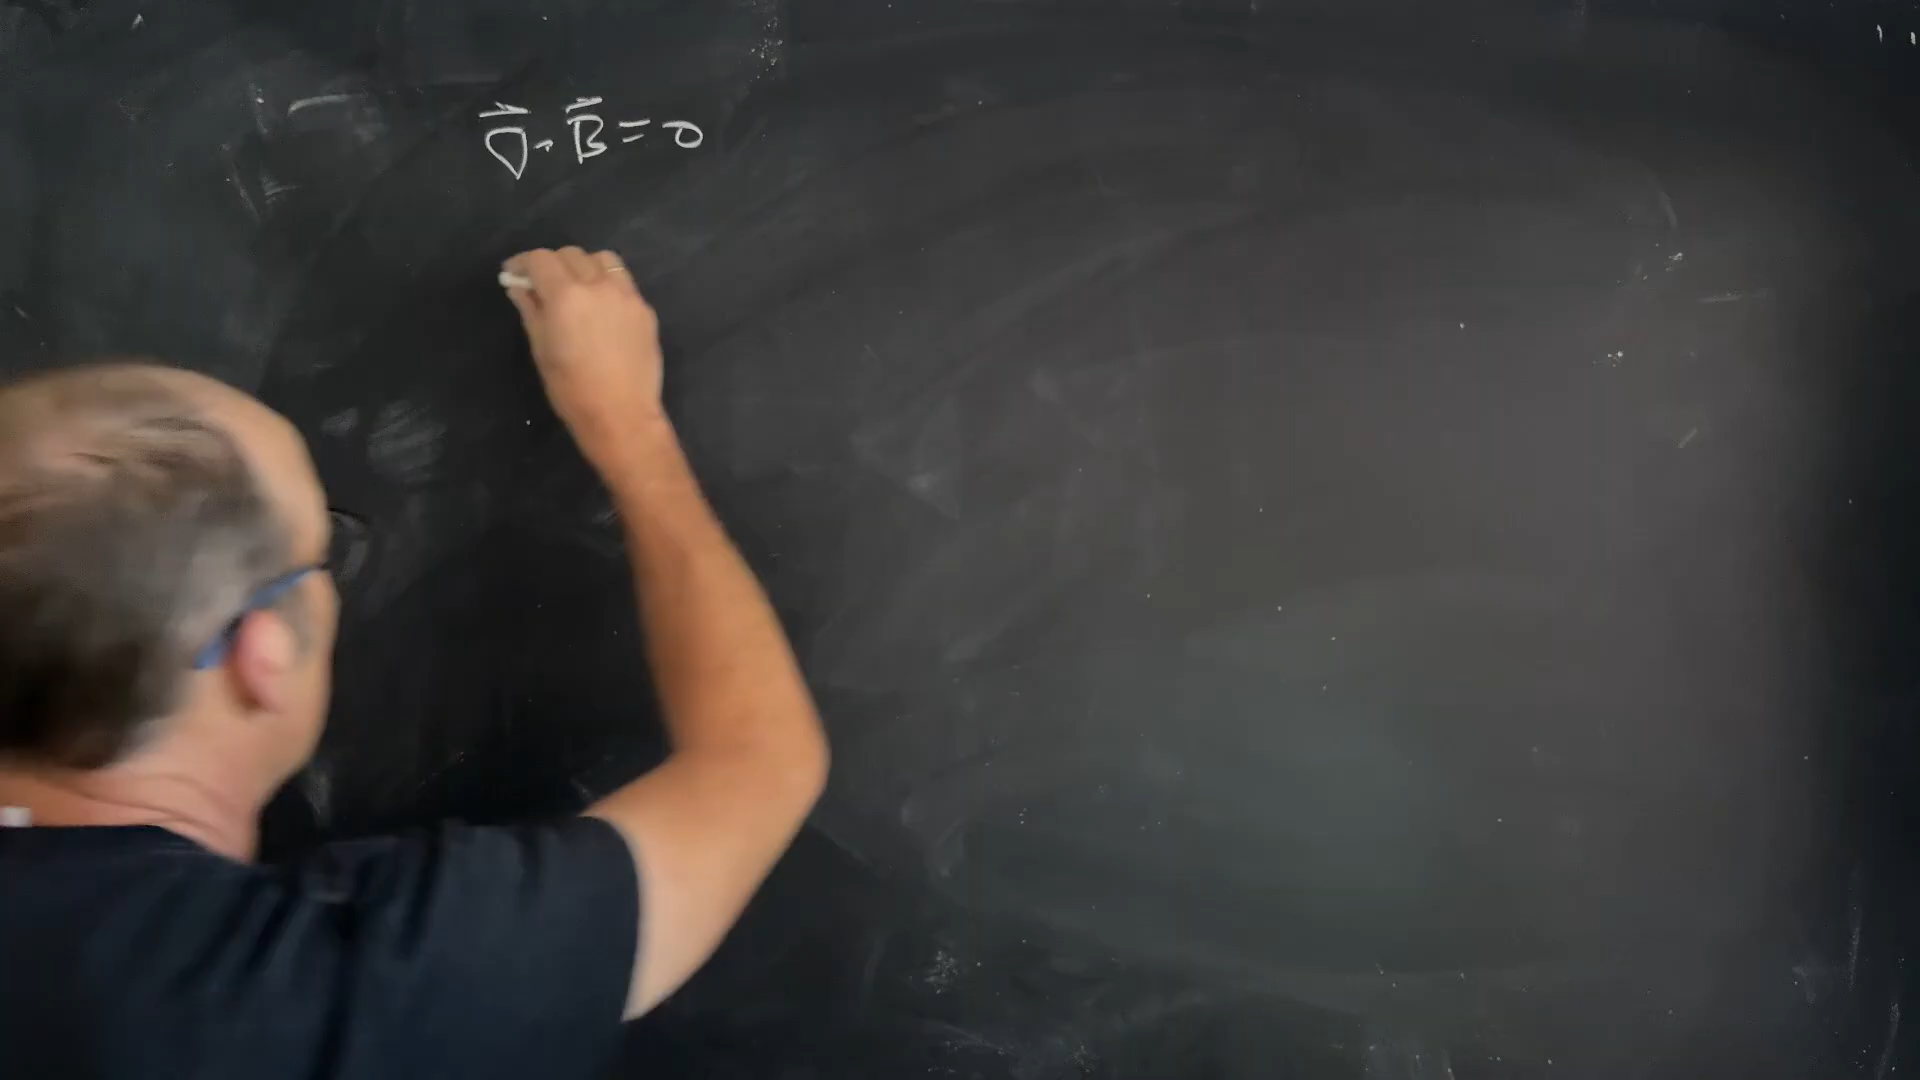 ∇⃗ · B⃗ = 0